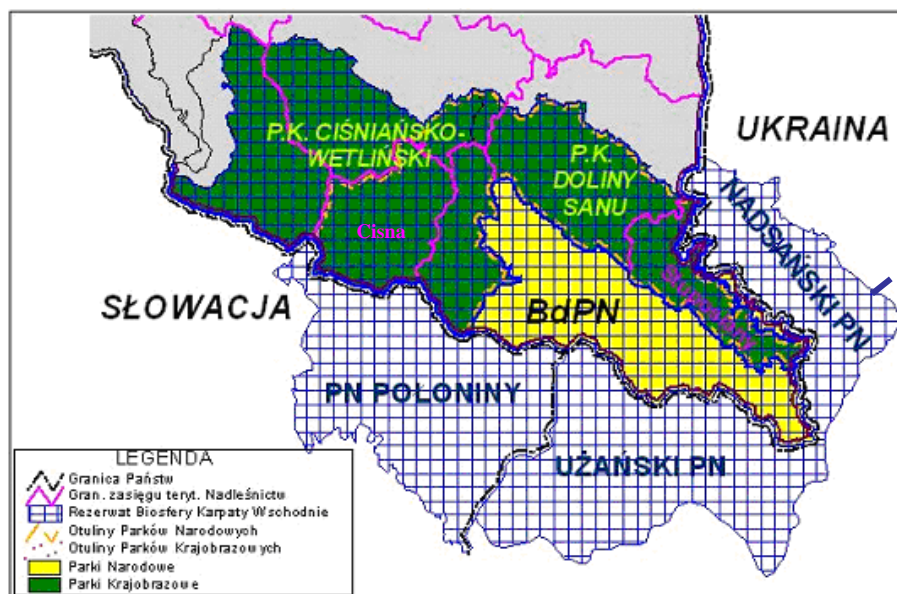 P.K. CIŚNIAŃSKO-
WETLIŃSKI
UKRAINA
P.K.
DOLINY
SANU
NADSAŃSKI PN
Cisna
SŁOWACJA
BdPN
PN POLONINY
UŻAŃSKI PN
LEGENDA
Granica Państw
Gran. zasięgu teryt. Nadleśnictw
Rezerwat Biosfery Karpaty Wschodnie
Otuliny Parków Narodowych
Otuliny Parków Krajobrazowych
Parki Narodowe
Parki Krajobrazowe